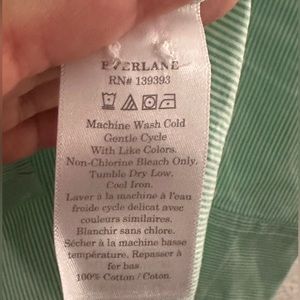 EVERLANE
RN# 139393
Machine Wash Cold
Gentle Cycle
With Like Colors.
Non-Chlorine Bleach Only.
Tumble Dry Low,
Cool Iron.
Laver à la machine à l'eau
froide cycle delicat avec
couleurs similaires.
Blanchir sans chlore.
Sécher à la machine basse
température. Repasser à
fer bas.
100% Cotton / Coton.